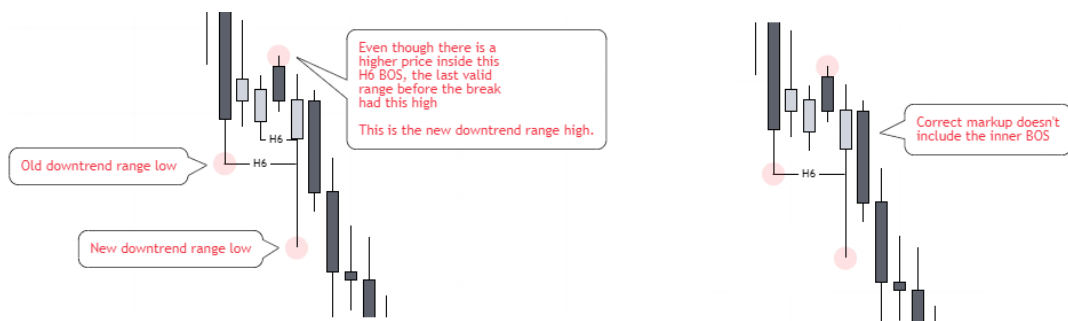 Even though there is a
higher price inside this
H6 BOS, the last valid
range before the break
had this high
This is the new downtrend range high.
H6
Old downtrend range low
H6
New downtrend range low
Correct markup doesn't
include the inner BOS
H6